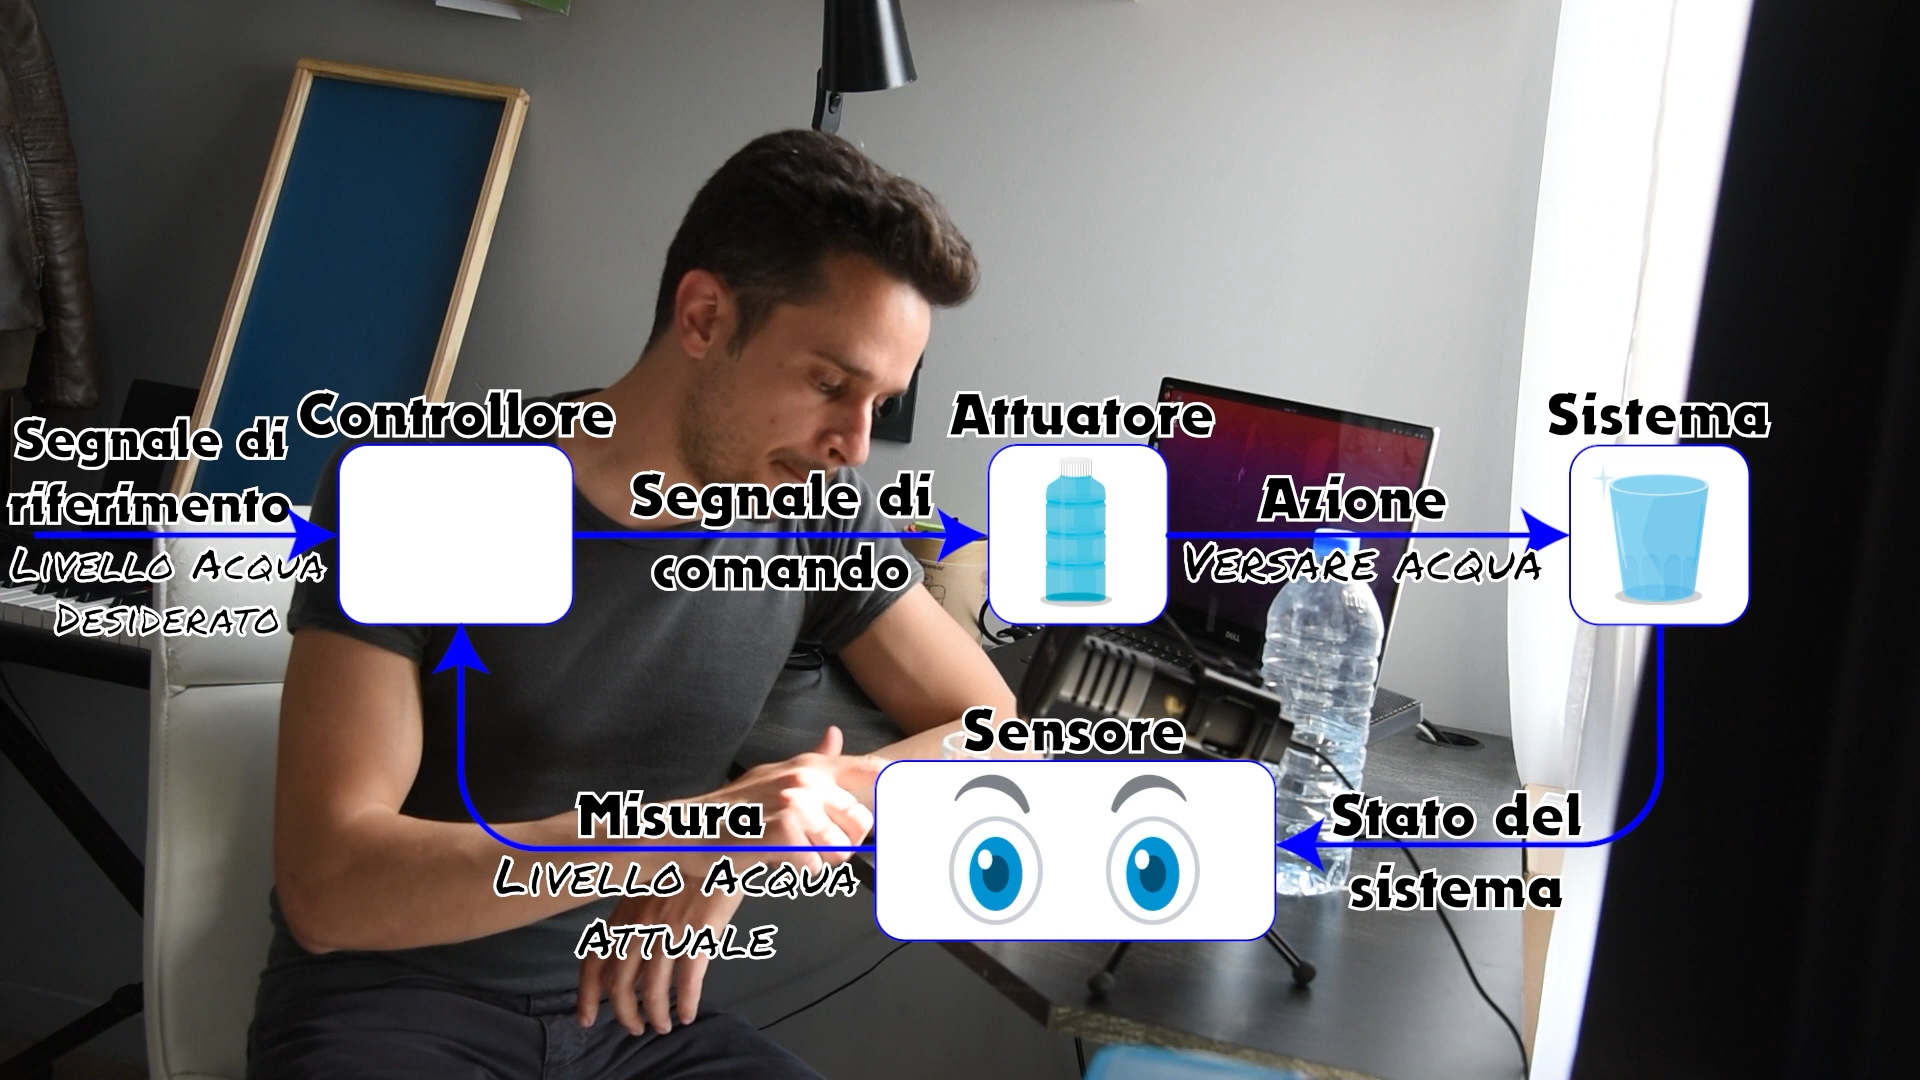 Segnale di
riferimento
Livello Acqua
Desiderato
Controllore
Segnale di
comando
Attuatore
Azione
Versare acqua
Sistema
Sensore
Misura
Livello Acqua
Attuale
Stato del
sistema
DELL